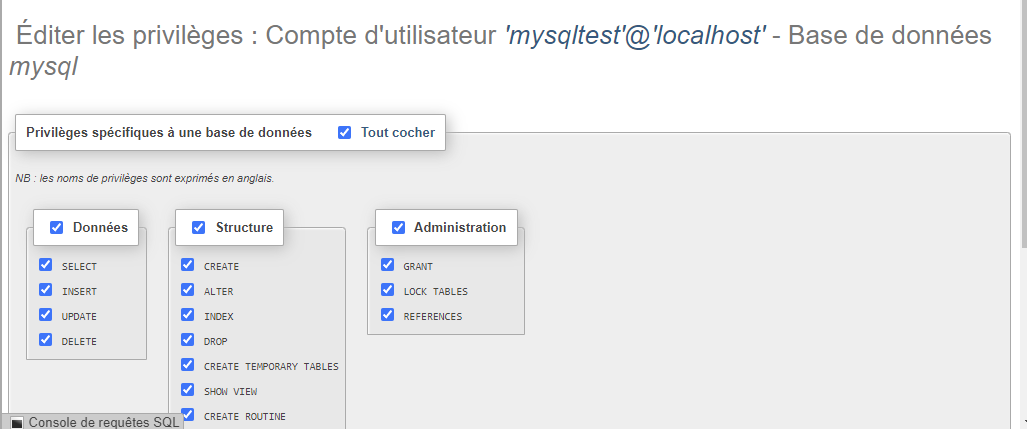 Éditer les privilèges : Compte d'utilisateur 'mysqltest'@'localhost' - Base de données
mysql
Privilèges spécifiques à une base de données Tout cocher
NB : les noms de privilèges sont exprimés en anglais.
Données
SELECT
INSERT
UPDATE
DELETE
Structure
CREATE
ALTER
INDEX
DROP
CREATE TEMPORARY TABLES
SHOW VIEW
CREATE ROUTINE
Administration
GRANT
LOCK TABLES
REFERENCES
Console de requêtes SQL